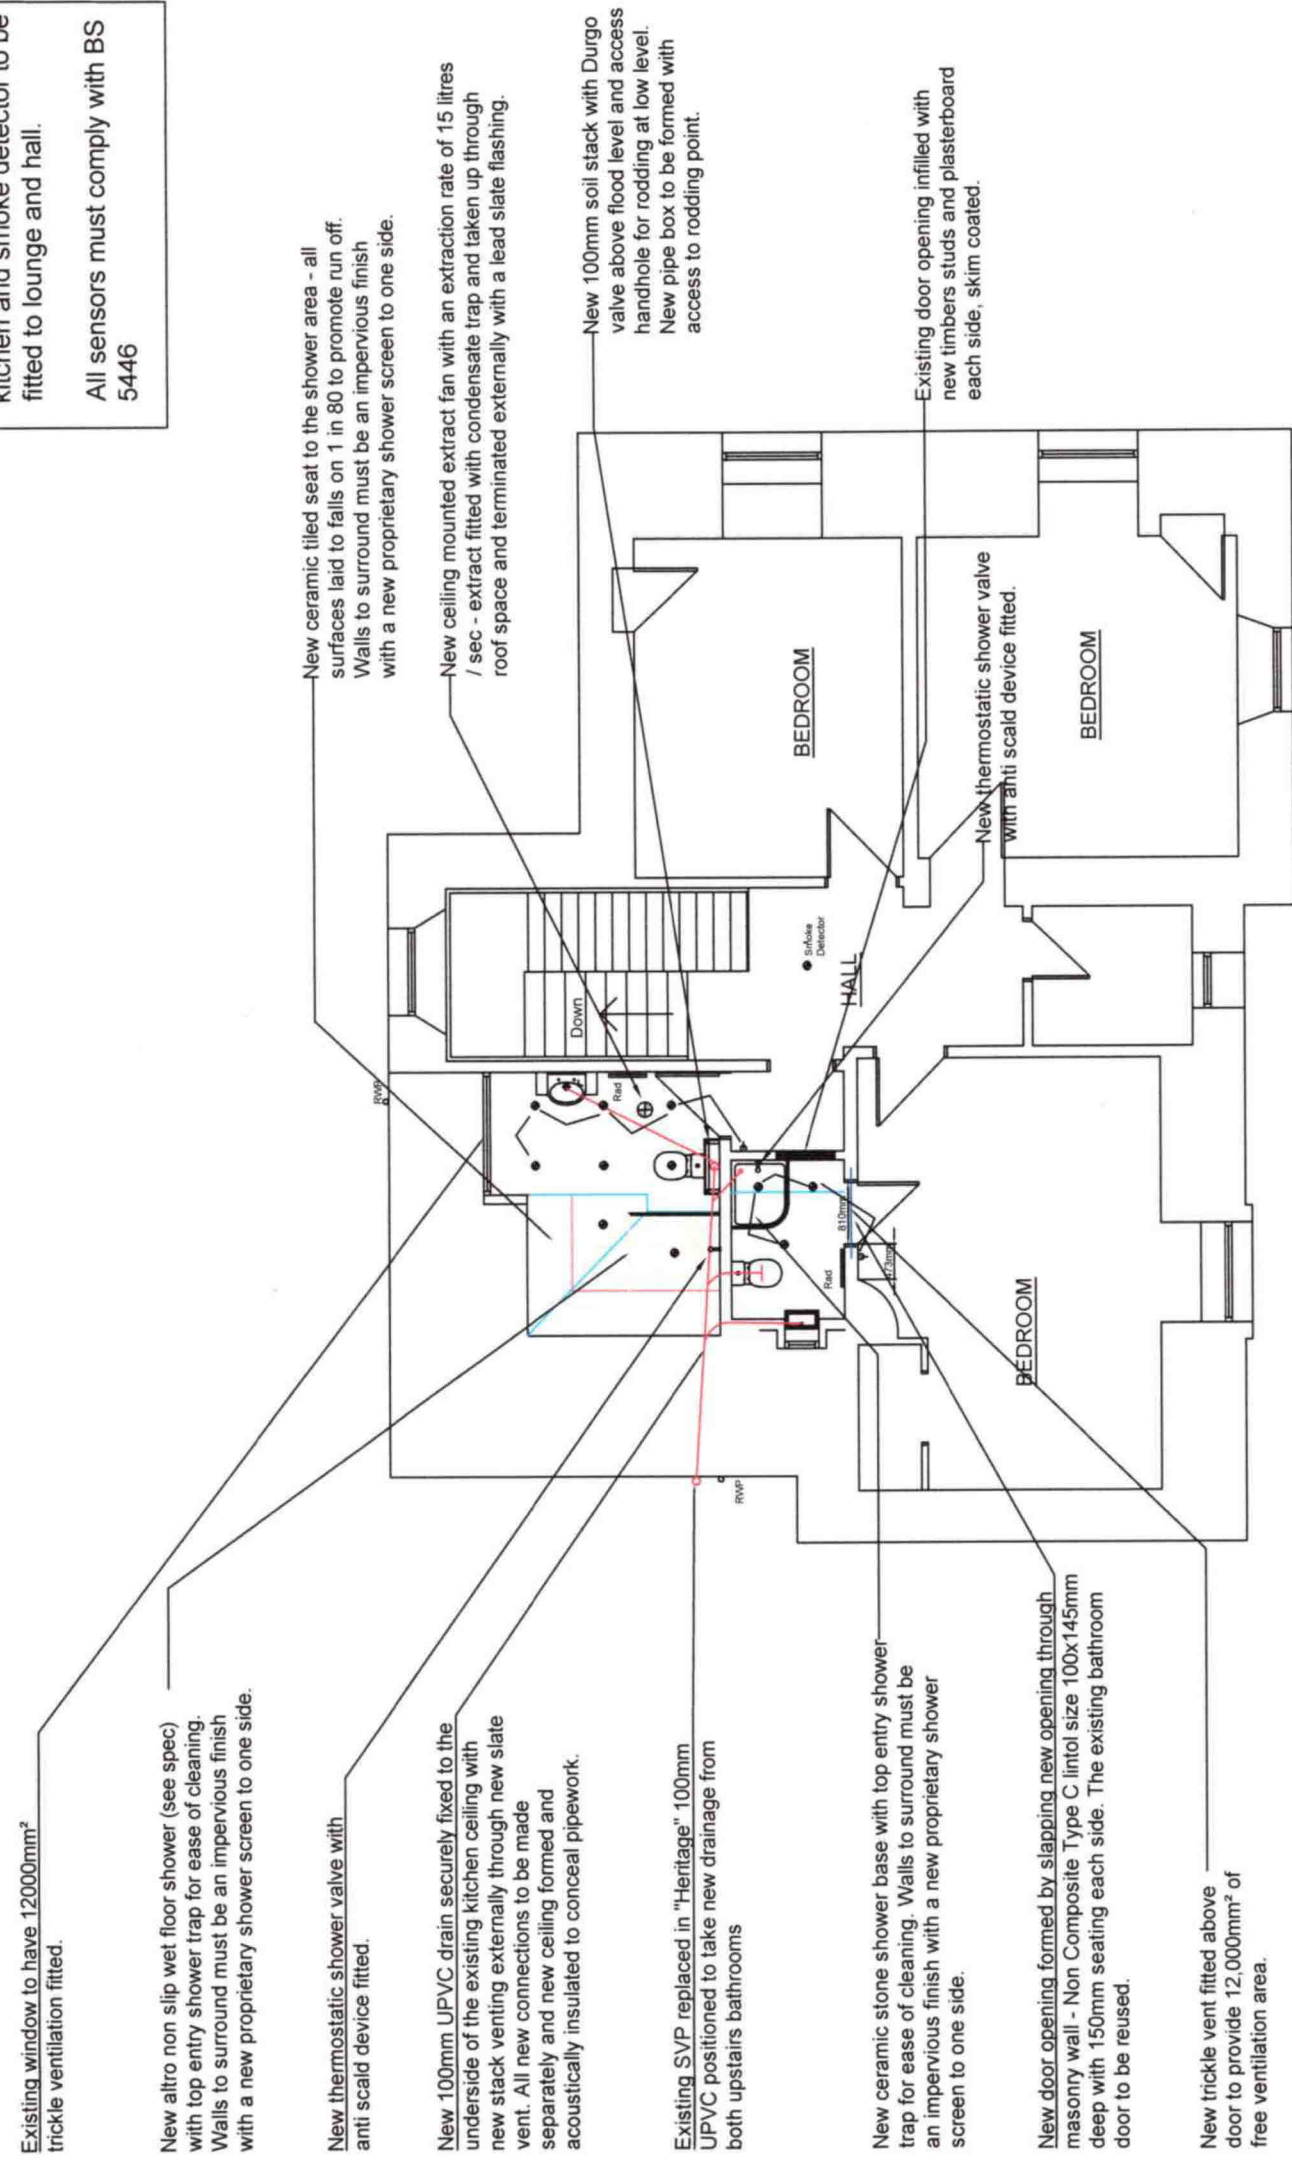 kitchen and smoke detector to be
fitted to lounge and hall.
All sensors must comply with BS
5446
New ceramic tiled seat to the shower area - all
surfaces laid to falls on 1 in 80 to promote run off.
Walls to surround must be an impervious finish
with a new proprietary shower screen to one side.
New ceiling mounted extract fan with an extraction rate of 15 litres
/ sec - extract fitted with condensate trap and taken up through
roof space and terminated externally with a lead slate flashing.
New 100mm soil stack with Durgo
valve above flood level and access
handhole for rodding at low level.
New pipe box to be formed with
access to rodding point.
Existing door opening infilled with
new timbers studs and plasterboard
each side, skim coated.
New thermostatic shower valve
with anti scald device fitted.
Existing window to have 12000mm²
trickle ventilation fitted.
New altro non slip wet floor shower (see spec)
with top entry shower trap for ease of cleaning.
Walls to surround must be an impervious finish
with a new proprietary shower screen to one side.
New thermostatic shower valve with
anti scald device fitted.
New 100mm UPVC drain securely fixed to the
underside of the existing kitchen ceiling with
new stack venting externally through new slate
vent. All new connections to be made
separately and new ceiling formed and
acoustically insulated to conceal pipework.
Existing SVP replaced in "Heritage" 100mm
UPVC positioned to take new drainage from
both upstairs bathrooms
New ceramic stone shower base with top entry shower
trap for ease of cleaning. Walls to surround must be
an impervious finish with a new proprietary shower
screen to one side.
New door opening formed by slapping new opening through
masonry wall - Non Composite Type C lintol size 100x145mm
deep with 150mm seating each side. The existing bathroom
door to be reused.
New trickle vent fitted above
door to provide 12,000mm² of
free ventilation area.
RWP
Down
Rad
Smoke
Detector
HALL
BEDROOM
BEDROOM
BEDROOM
810mm
473mm
Rad
RWP